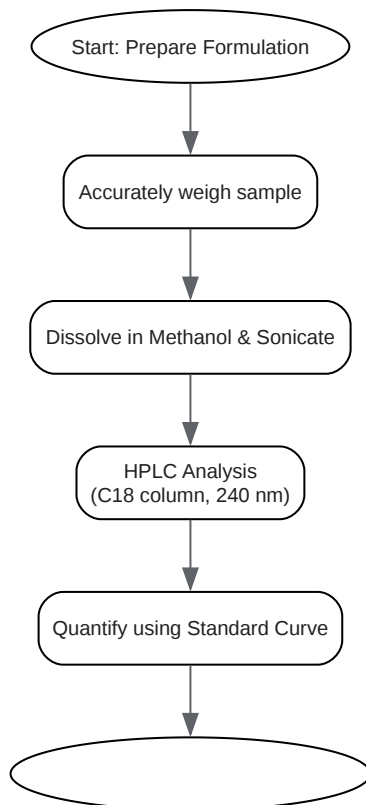 Start: Prepare Formulation
Accurately weigh sample
Dissolve in Methanol & Sonicate
HPLC Analysis
(C18 column, 240 nm)
Quantify using Standard Curve